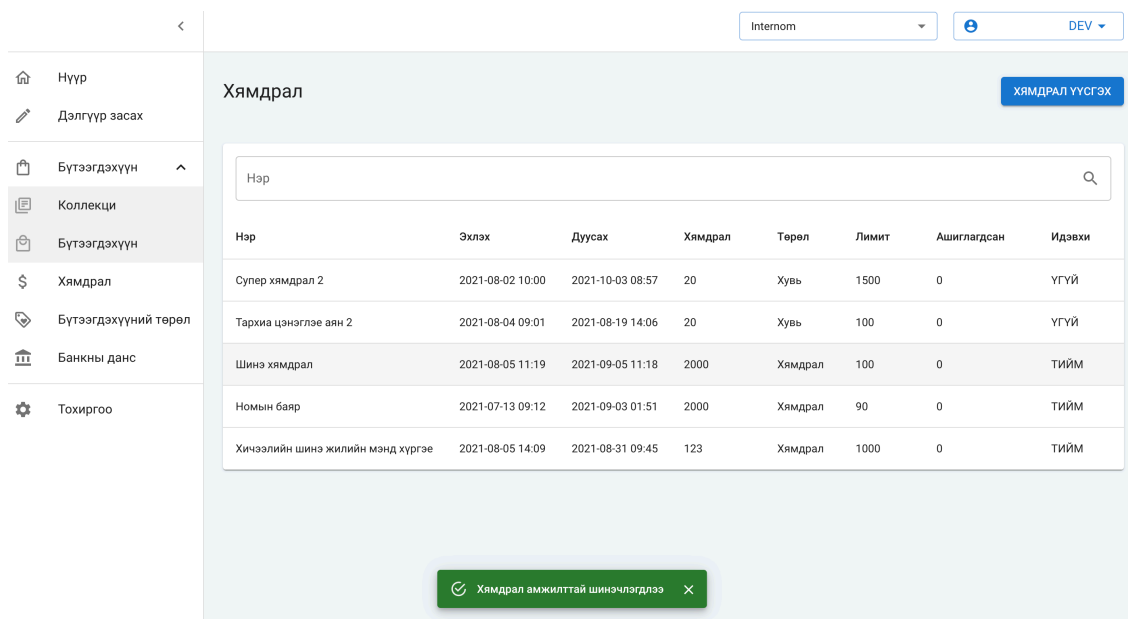 Internom
DEV
Нүүр
Дэлгүүр засах
Бүтээгдэхүүн
Коллекци
Бүтээгдэхүүн
Хямдрал
Бүтээгдэхүүний төрөл
Банкны данс
Тохиргоо
Хямдрал
ХЯМДРАЛ ҮҮСГЭХ
Нэр
Нэр Эхлэх Дуусах Хямдрал Төрөл Лимит Ашиглагдсан Идэвхи
Супер хямдрал 2 2021-08-02 10:00 2021-10-03 08:57 20 Хувь 1500 0 ҮГҮЙ
Тархиа цэнэглэе аян 2 2021-08-04 09:01 2021-08-19 14:06 20 Хувь 100 0 ҮГҮЙ
Шинэ хямдрал 2021-08-05 11:19 2021-09-05 11:18 2000 Хямдрал 100 0 ТИЙМ
Номын баяр 2021-07-13 09:12 2021-09-03 01:51 2000 Хямдрал 90 0 ТИЙМ
Хичээлийн шинэ жилийн мэнд хүргэе 2021-08-05 14:09 2021-08-31 09:45 123 Хямдрал 1000 0 ТИЙМ
Хямдрал амжилттай шинэчлэгдлээ